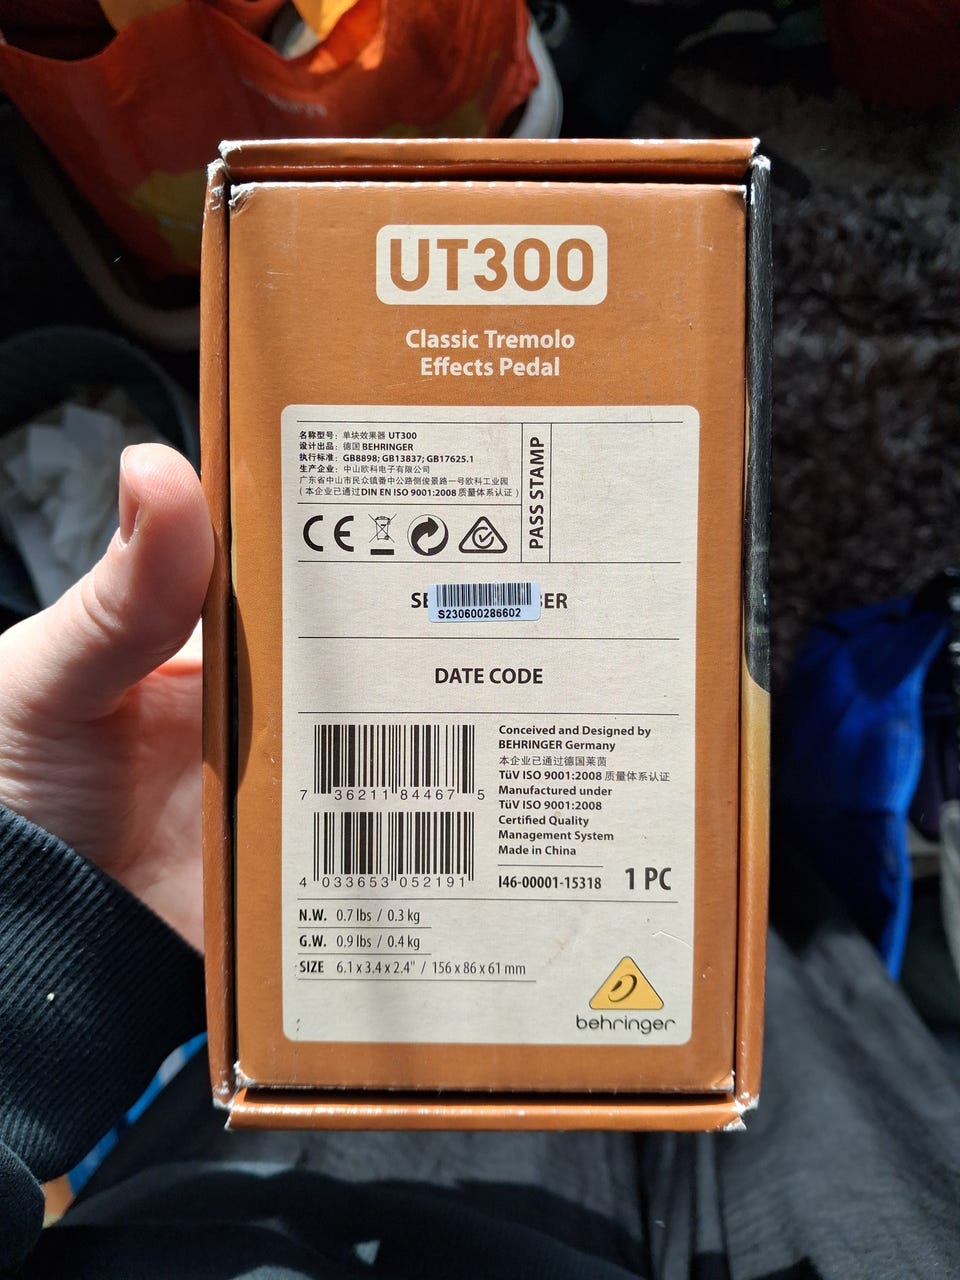 UT300
Classic Tremolo
Effects Pedal
名称型号: 单块效果器 UT300
设计出品: 德国 BEHRINGER
执行标准: GB8898; GB13837; GB17625.1
生产企业: 中山欧科电子有限公司
广东省中山市民众镇番中公路侧俊景路一号欧科工业园
(本企业已通过DIN EN ISO 9001:2008 质量体系认证)
PASS STAMP
CE
SE BER
S230600286602
DATE CODE
7 36211 84467 5
4 033653 052191
Conceived and Designed by
BEHRINGER Germany
本企业已通过德国莱茵
TüV ISO 9001:2008 质量体系认证
Manufactured under
TüV ISO 9001:2008
Certified Quality
Management System
Made in China
I46-00001-15318 1 PC
N.W. 0.7 lbs / 0.3 kg
G.W. 0.9 lbs / 0.4 kg
SIZE 6.1 x 3.4 x 2.4" / 156 x 86 x 61 mm
behringer